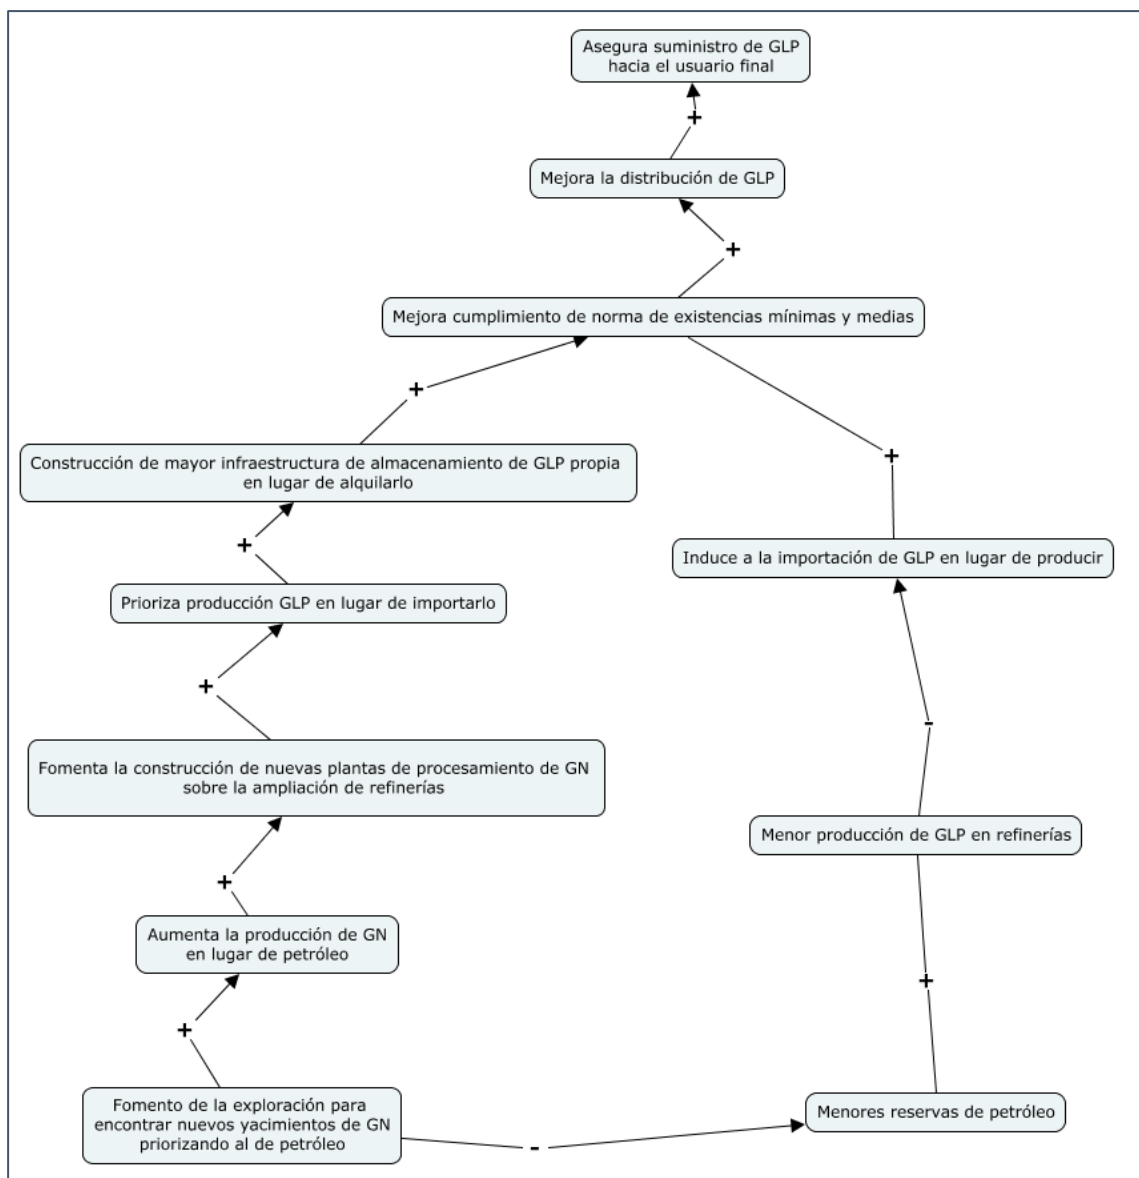 Asegura suministro de GLP
hacia el usuario final
+
Mejora la distribución de GLP
+
Mejora cumplimiento de norma de existencias mínimas y medias
+
+
Construcción de mayor infraestructura de almacenamiento de GLP propia
en lugar de alquilarlo
+
Induce a la importación de GLP en lugar de producir
Prioriza producción GLP en lugar de importarlo
+
-
Fomenta la construcción de nuevas plantas de procesamiento de GN
sobre la ampliación de refinerías
Menor producción de GLP en refinerías
+
Aumenta la producción de GN
en lugar de petróleo
+
+
Fomento de la exploración para
encontrar nuevos yacimientos de GN
priorizando al de petróleo
-
Menores reservas de petróleo